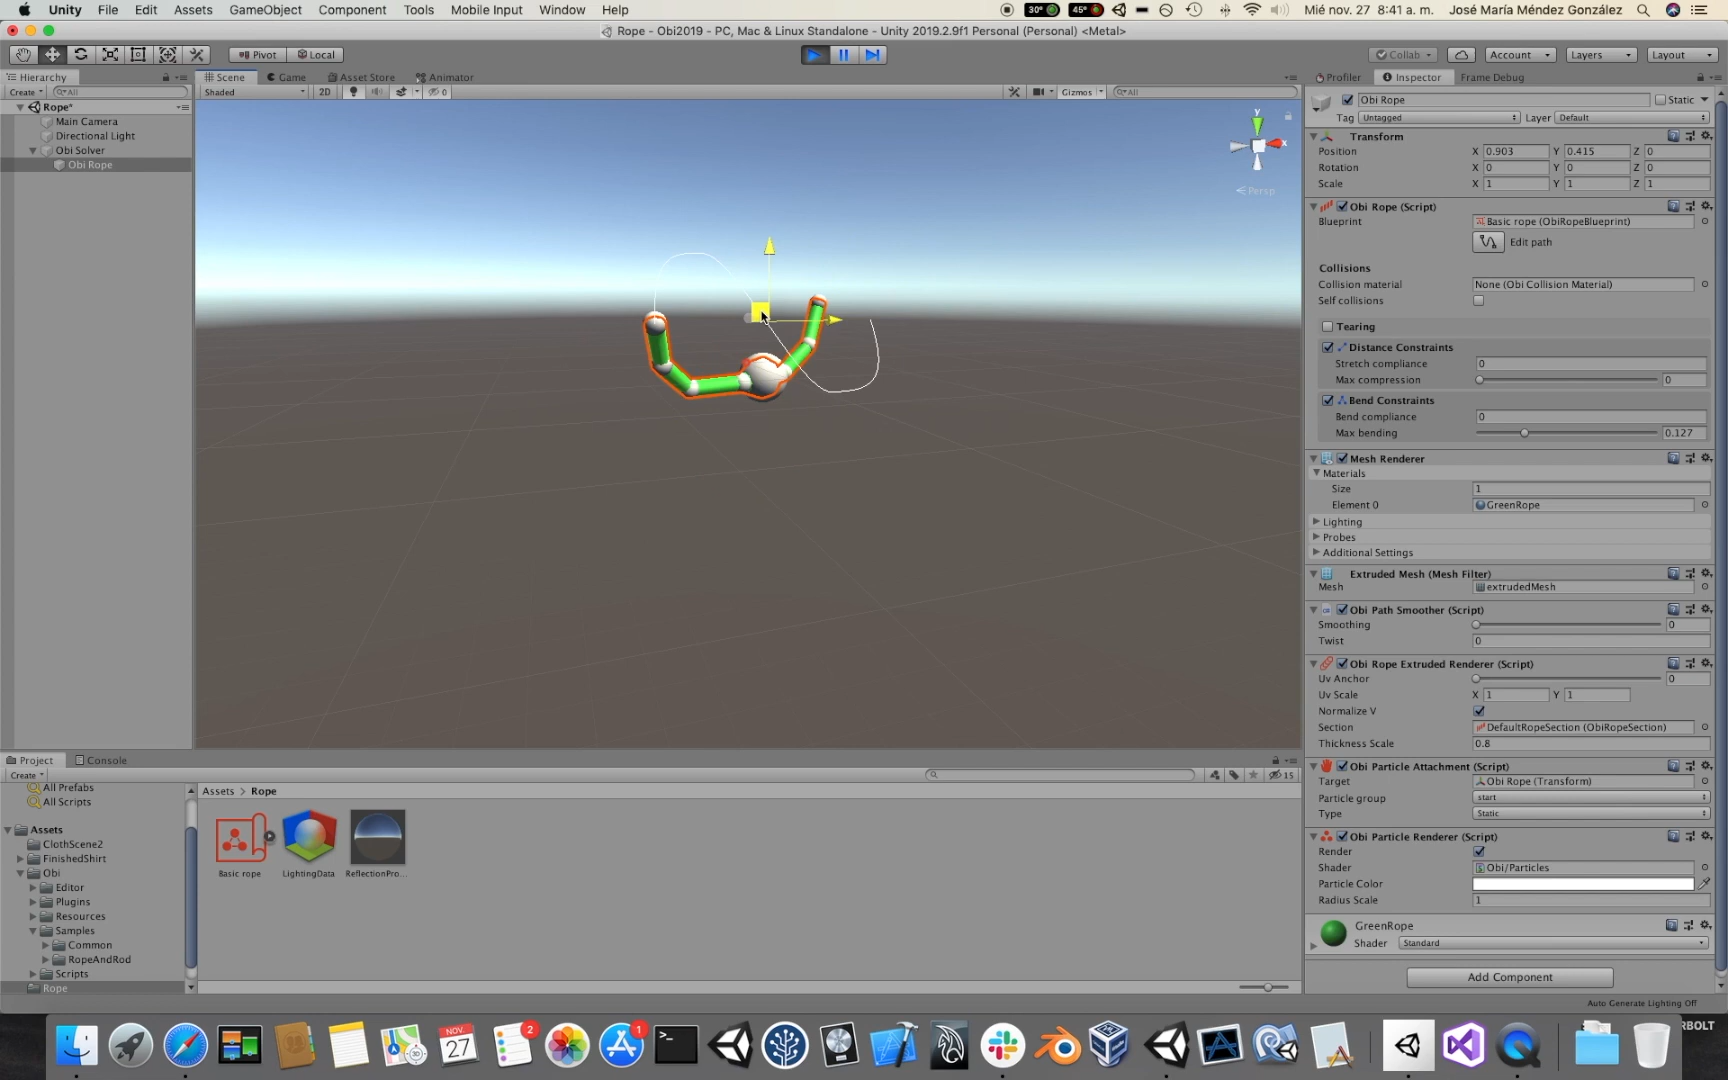 Unity File Edit Assets GameObject Component Tools Mobile Input Window Help 30° 45° Mié nov. 27 8:41 a. m. José María Méndez González
Rope - Obi2019 - PC, Mac & Linux Standalone - Unity 2019.2.9f1 Personal (Personal) <Metal>
Pivot Local Collab Account Layers Layout
Hierarchy Scene Game Asset Store Animator Profiler Inspector Frame Debug
Create All Shaded 2D 0 Gizmos All
Rope*
Main Camera
Directional Light
Obi Solver
Obi Rope
y
x
Persp
Obi Rope Static
Tag Untagged Layer Default
Transform
Position X 0.903 Y 0.415 Z 0
Rotation X 0 Y 0 Z 0
Scale X 1 Y 1 Z 1
Obi Rope (Script)
Blueprint Basic rope (ObiRopeBlueprint)
Edit path
Collisions
Collision material None (Obi Collision Material)
Self collisions
Tearing
Distance Constraints
Stretch compliance 0
Max compression 0
Bend Constraints
Bend compliance 0
Max bending 0.127
Mesh Renderer
Materials
Size 1
Element 0 GreenRope
Lighting
Probes
Additional Settings
Extruded Mesh (Mesh Filter)
Mesh extrudedMesh
Obi Path Smoother (Script)
Smoothing 0
Twist 0
Obi Rope Extruded Renderer (Script)
Uv Anchor 0
Uv Scale X 1 Y 1
Normalize V
Section DefaultRopeSection (ObiRopeSection)
Thickness Scale 0.8
Obi Particle Attachment (Script)
Target Obi Rope (Transform)
Particle group start
Type Static
Obi Particle Renderer (Script)
Render
Shader Obi/Particles
Particle Color
Radius Scale 1
GreenRope
Shader Standard
Add Component
Auto Generate Lighting Off
Project Console
Create 15
All Prefabs
All Scripts
Assets
ClothScene2
FinishedShirt
Obi
Editor
Plugins
Resources
Samples
Common
RopeAndRod
Scripts
Rope
Assets > Rope
Basic rope LightingData ReflectionPro...
NOV.
27
2
1
RBOLT